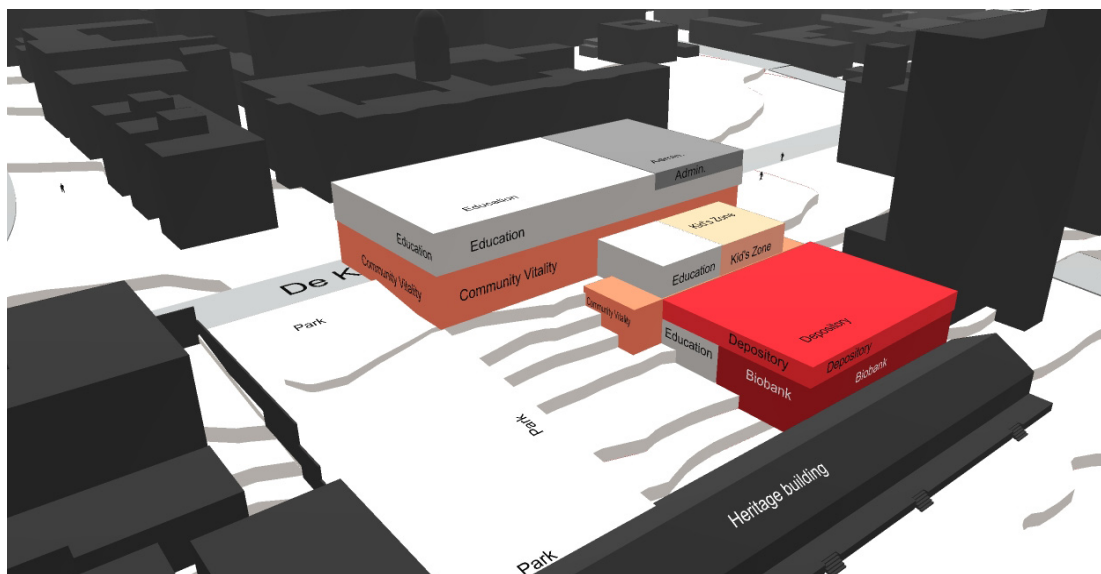 Admin.
Education
Admin.
Education
Education
Kid's Zone
Kid's Zone
Education
Community Vitality
Community Vitality
De K
Park
Community Vitality
Depository
Depository
Depository
Education
Biobank
Biobank
Park
Heritage building
Park